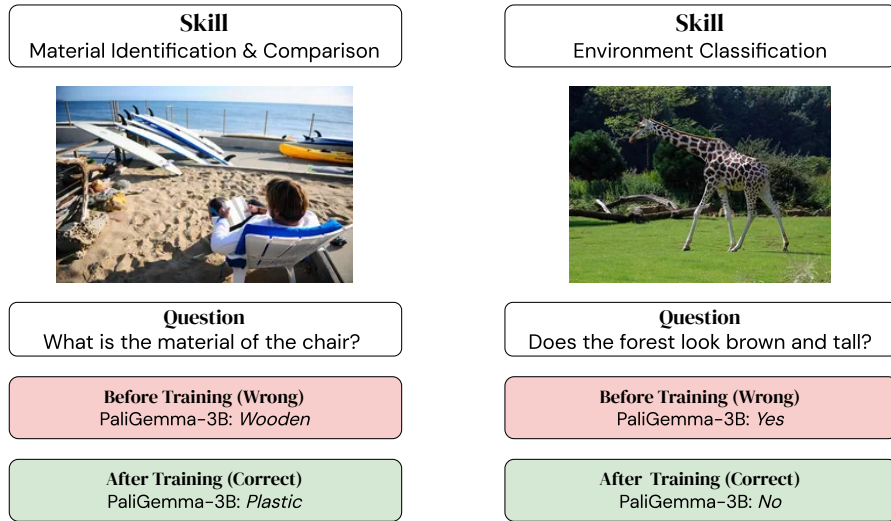 Skill
Material Identification & Comparison
Question
What is the material of the chair?
Before Training (Wrong)
PaliGemma-3B: Wooden
After Training (Correct)
PaliGemma-3B: Plastic
Skill
Environment Classification
Question
Does the forest look brown and tall?
Before Training (Wrong)
PaliGemma-3B: Yes
After  Training (Correct)
PaliGemma-3B: No